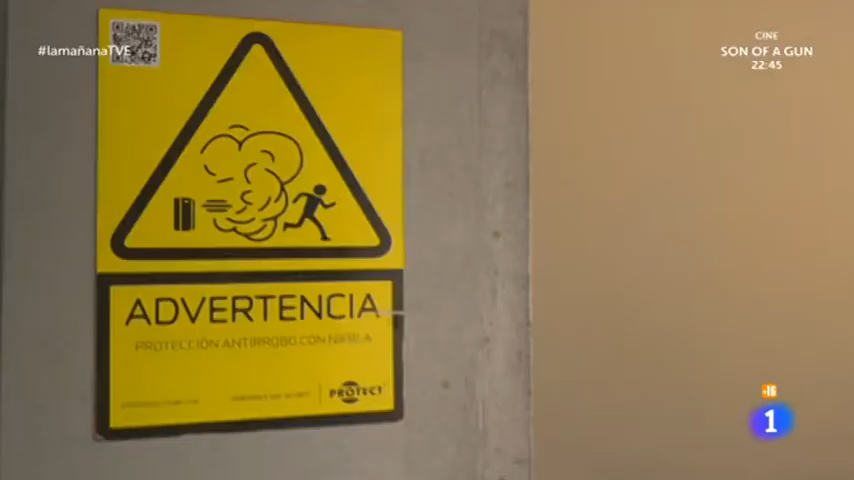 #lamañanaTVE
CINE
SON OF A GUN
22:45
ADVERTENCIA
PROTECCIÓN ANTIRROBO CON NIEBLA
PROTECT
+16
1